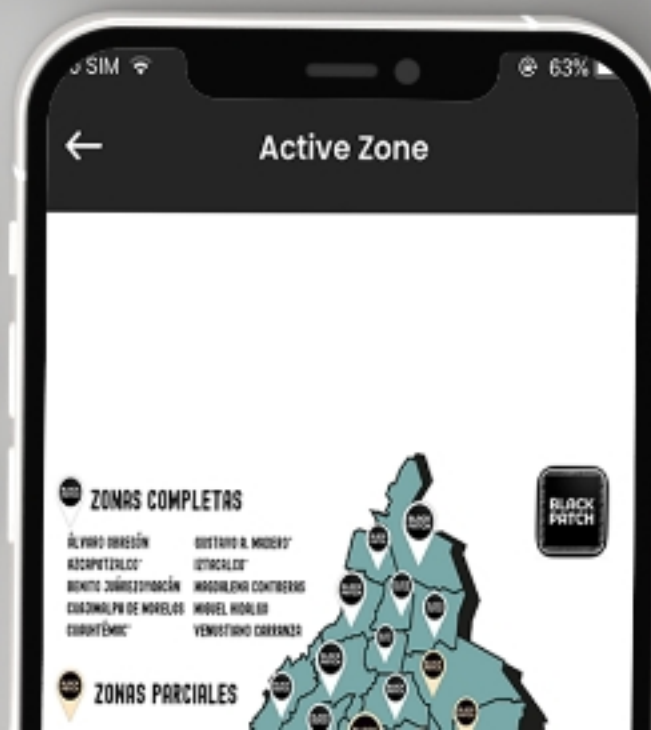 SIM 63%
Active Zone
ZONAS COMPLETAS
ÁLVARO OBREGÓN
AZCAPOTZALCO*
BENITO JUÁREZCOYOACÁN
CUAJIMALPA DE MORELOS
CUAUHTÉMOC*
GUSTAVO A. MADERO*
IZTACALCO*
MAGDALENA CONTRERAS
MIGUEL HIDALGO
VENUSTIANO CARRANZA
BLACK
PATCH
ZONAS PARCIALES